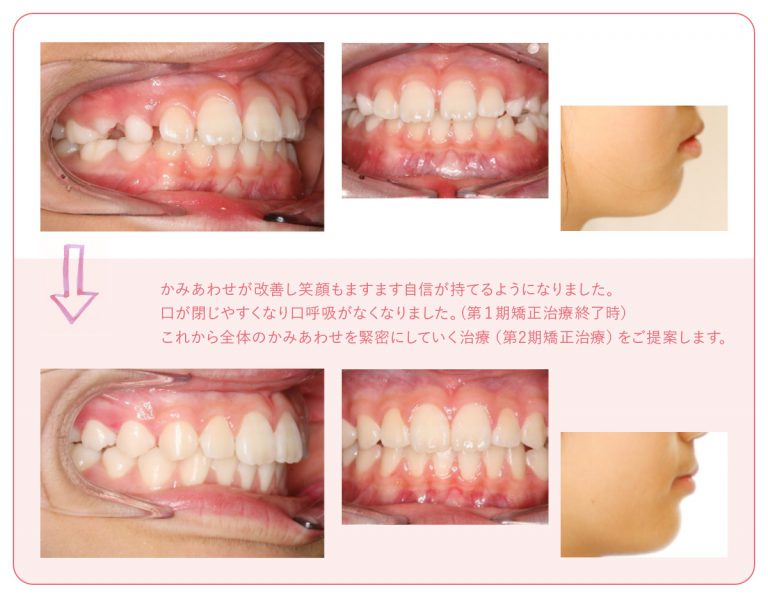 かみあわせが改善し笑顔もますます自信が持てるようになりました。
口が閉じやすくなり口呼吸がなくなりました。(第1期矯正治療終了時)
これから全体のかみあわせを緊密にしていく治療(第2期矯正治療)をご提案します。